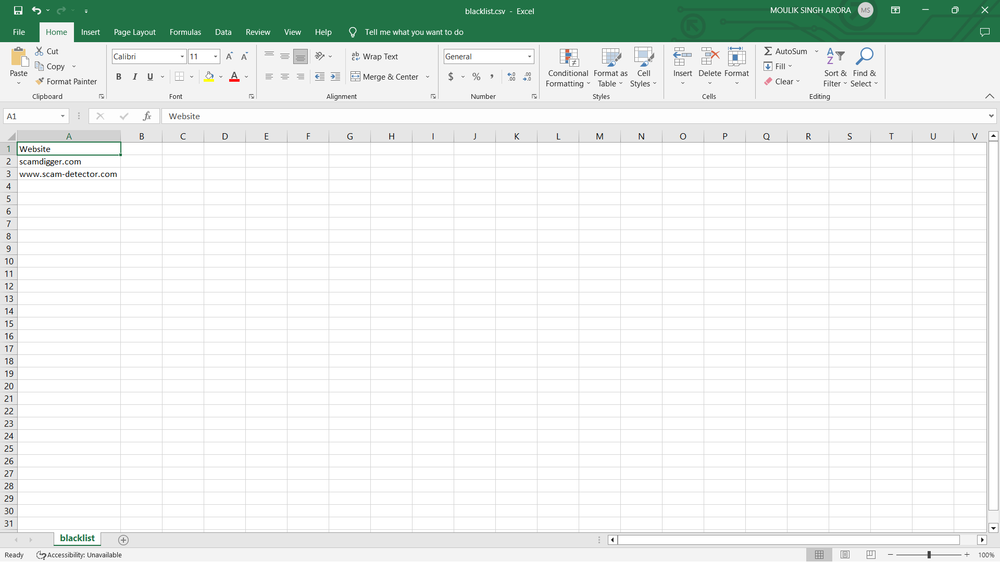 blacklist.csv - Excel
MOULIK SINGH ARORA MS
File Home Insert Page Layout Formulas Data Review View Help Tell me what you want to do
Paste
Cut
Copy
Format Painter
Clipboard
Calibri 11
B I U A
Font
Wrap Text
Merge & Center
Alignment
General
$ % ,
Number
Conditional Formatting
Format as Table
Cell Styles
Styles
Insert Delete Format
Cells
AutoSum
Fill
Clear
Sort & Filter
Find & Select
Editing
A1 fx Website
A B C D E F G H I J K L M N O P Q R S T U V
1 Website
2 scamdigger.com
3 www.scam-detector.com
4
5
6
7
8
9
10
11
12
13
14
15
16
17
18
19
20
21
22
23
24
25
26
27
28
29
30
31
blacklist
Ready Accessibility: Unavailable 100%